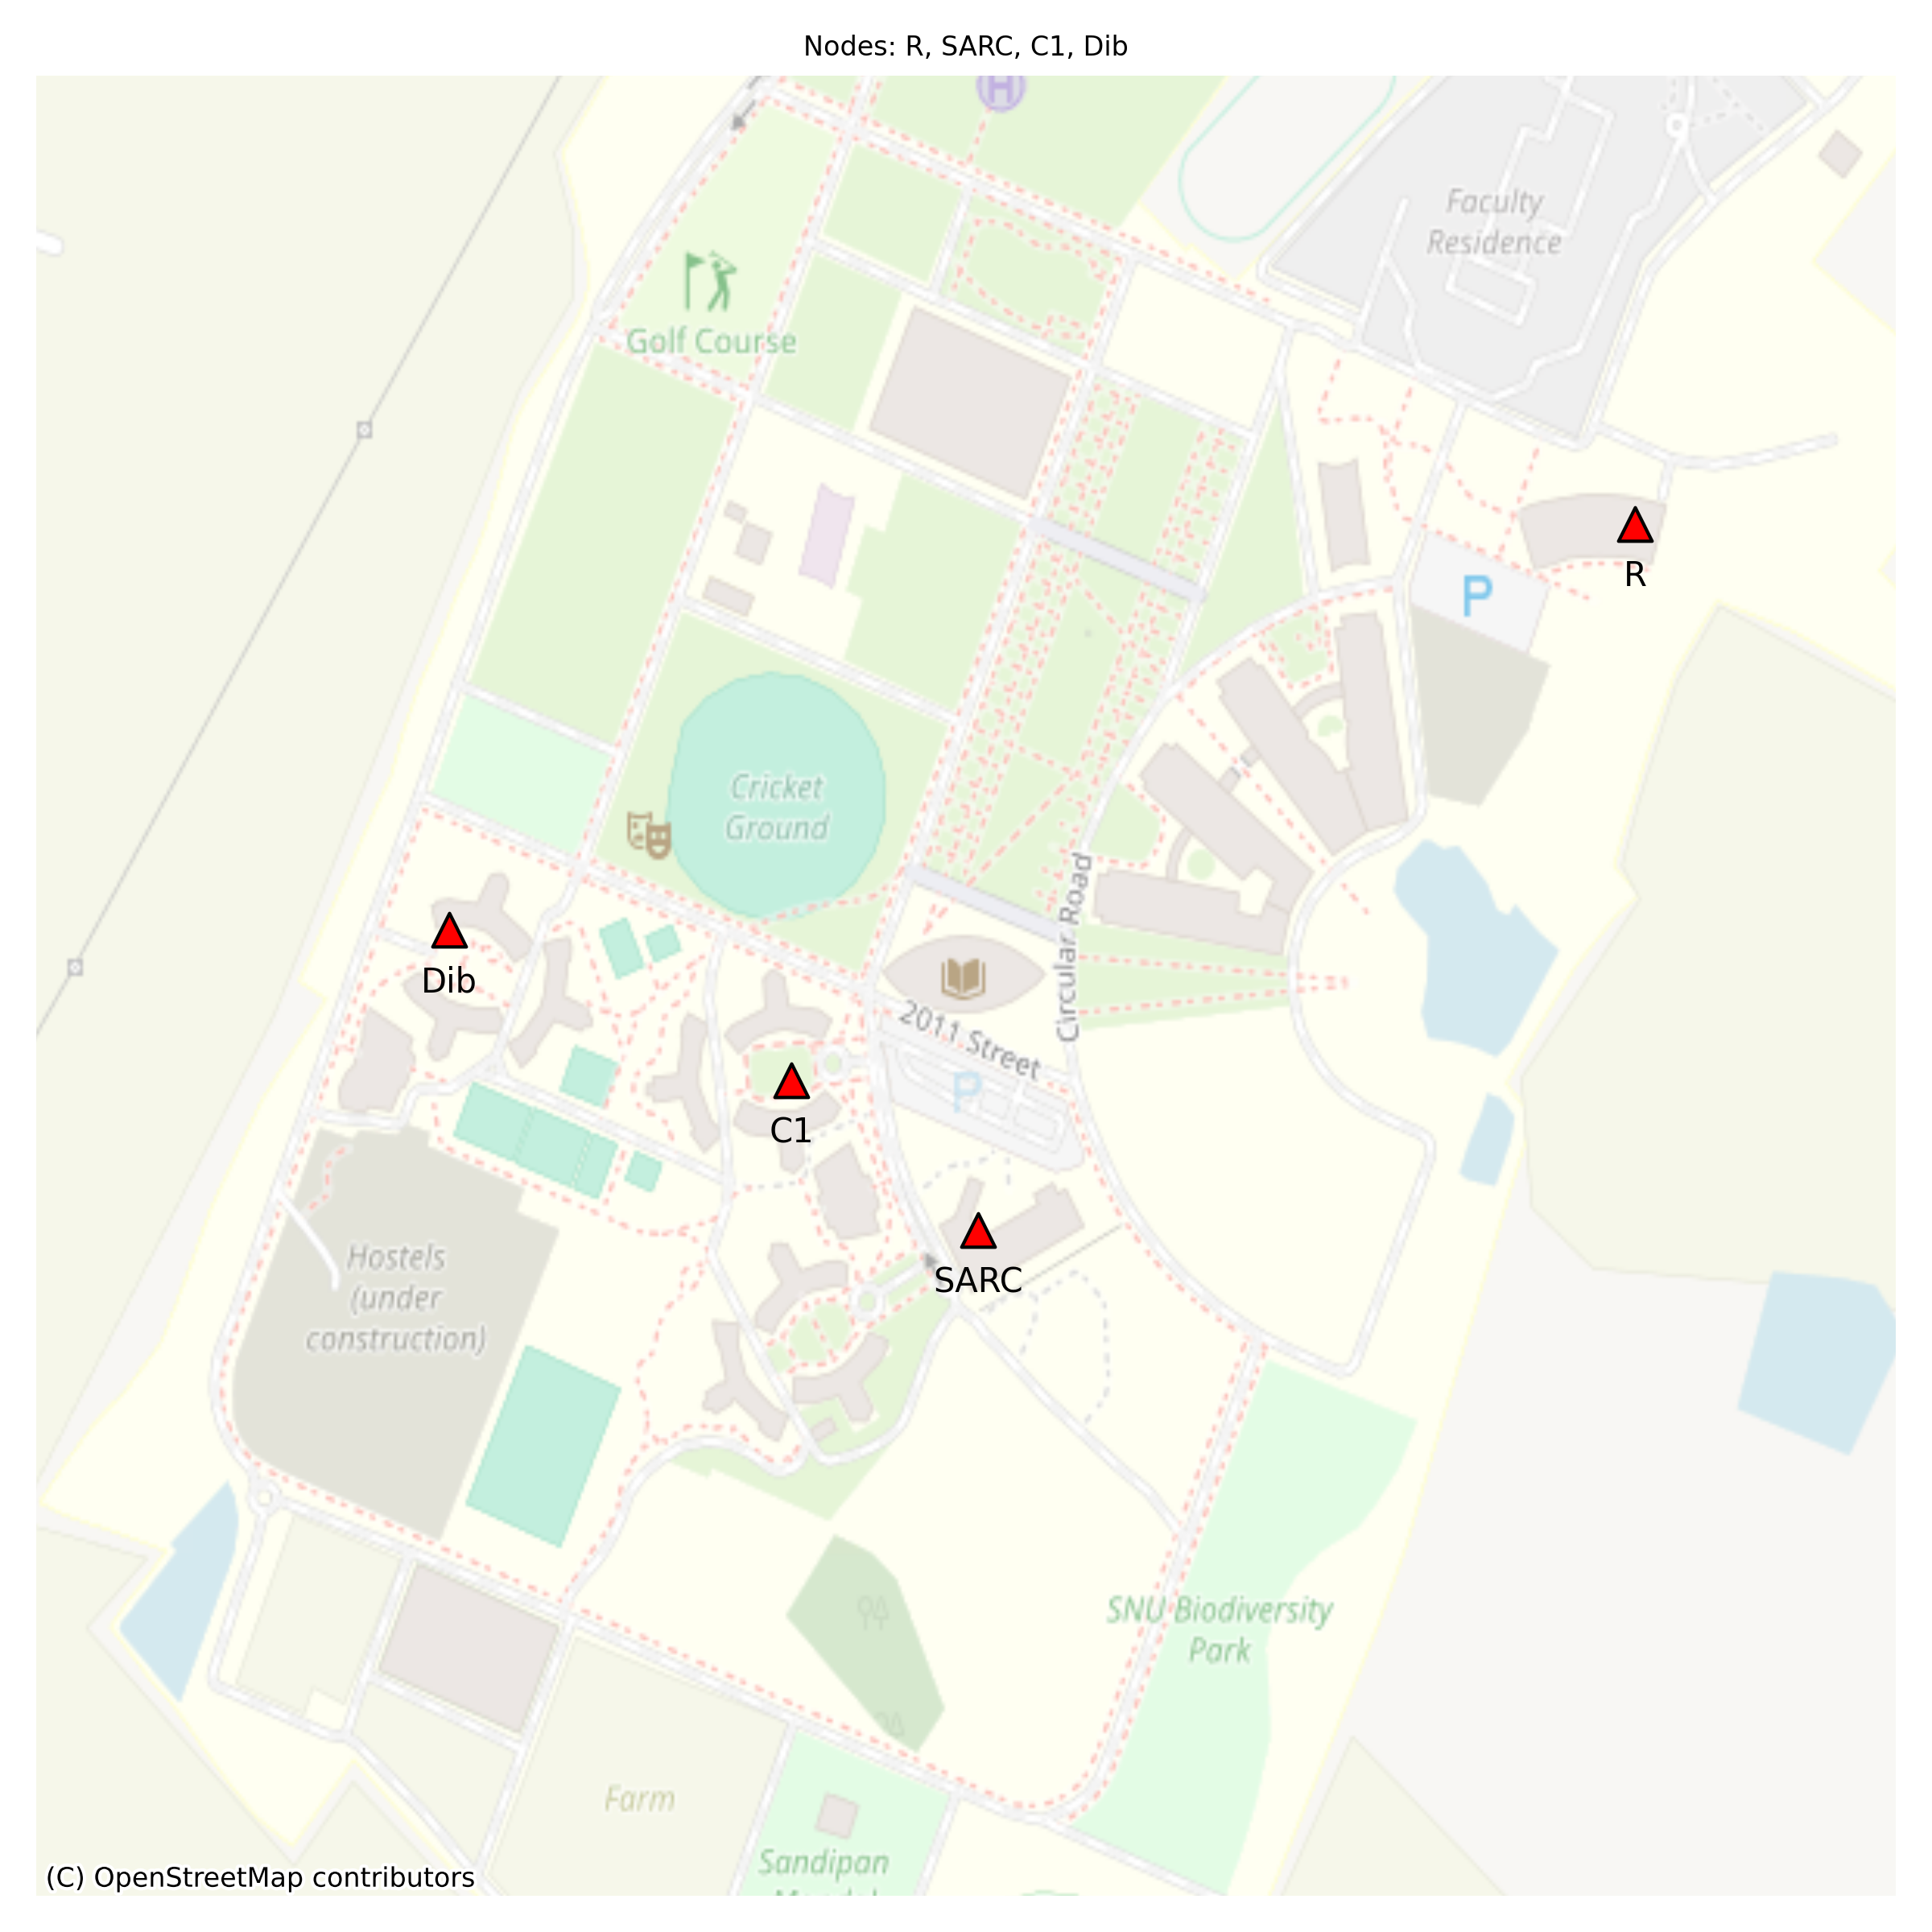 Nodes: R, SARC, C1, Dib
H
Faculty
Residence
Golf Course
R
P
Cricket
Ground
Circular Road
Dib
2011 Street
P
C1
SARC
Hostels
(under
construction)
SNU Biodiversity
Park
Farm
Sandipan
(C) OpenStreetMap contributors